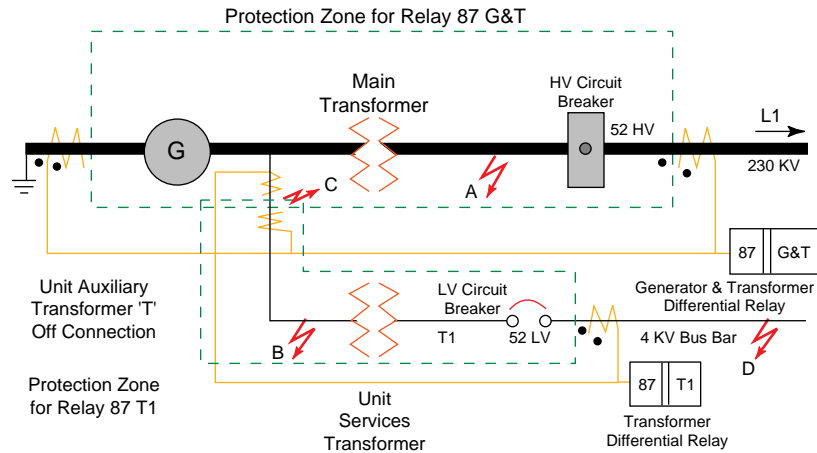 Protection Zone for Relay 87 G&T
Main
Transformer
HV Circuit
Breaker
52 HV
L1
230 KV
G
C
A
87
G&T
Generator & Transformer
Differential Relay
Unit Auxiliary
Transformer 'T'
Off Connection
LV Circuit
Breaker
T1
52 LV
4 KV Bus Bar
B
D
Protection Zone
for Relay 87 T1
87
T1
Unit
Services
Transformer
Transformer
Differential Relay